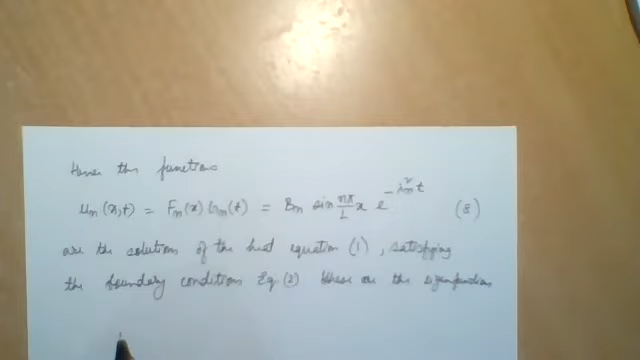 Hence the functions
u_n(x,t) = F_n(x) G_n(t) = B_n sin nπ/L x e^{-λ_n^2 t} (8)
are the solutions of the heat equation (1), satisfying
the boundary conditions Eq. (2) These are the eigenfunctions